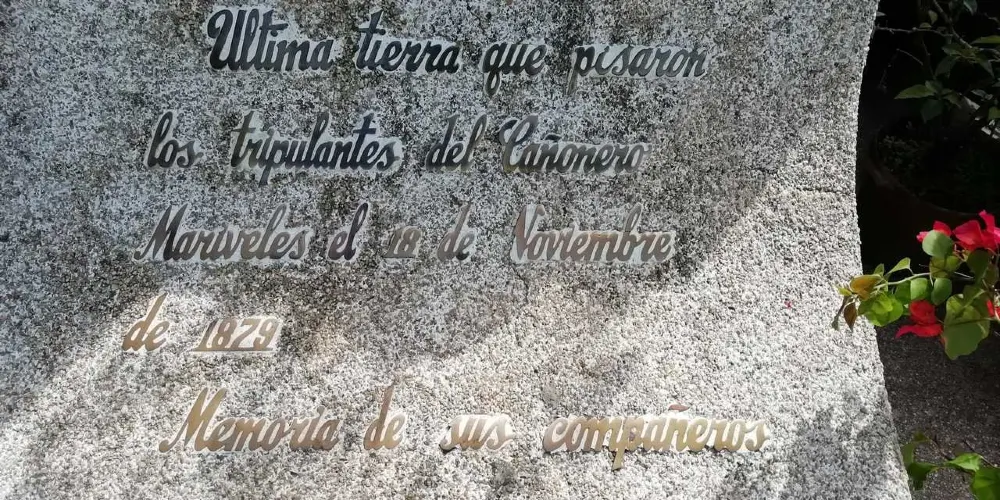 Ultima tierra que pisaron
los tripulantes del Cañonero
Mariveles el 18 de Noviembre
de 1879
Memoria de sus compañeros